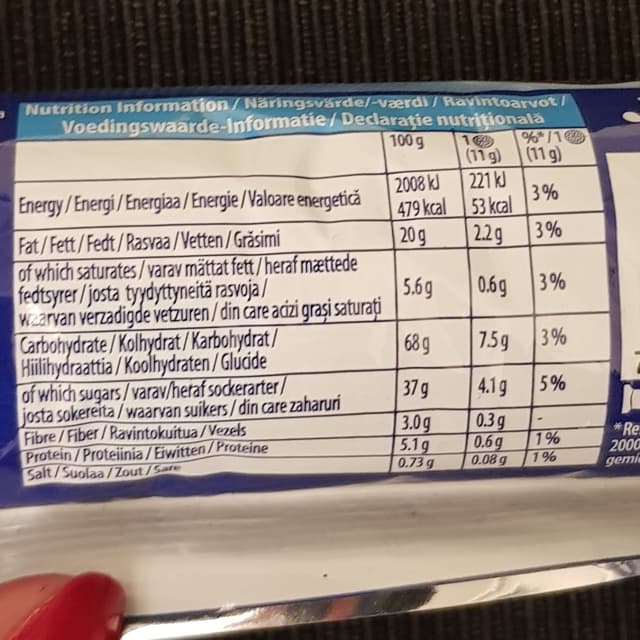 Nutrition Information / Näringsvärde/-værdi / Ravintoarvot /
Voedingswaarde-Informatie / Declarație nutrițională
100 g 1 (11 g) %*/1 (11 g)
Energy / Energi / Energiaa / Energie / Valoare energetică 2008 kJ 479 kcal 221 kJ 53 kcal 3%
Fat / Fett / Fedt / Rasvaa / Vetten / Grăsimi 20 g 2.2 g 3%
of which saturates / varav mättat fett / heraf mættede
fedtsyrer / josta tyydyttyneitä rasvoja /
waarvan verzadigde vetzuren / din care acizi grași saturați 5.6 g 0.6 g 3%
Carbohydrate / Kolhydrat / Karbohydrat /
Hiilihydraattia / Koolhydraten / Glucide 68 g 7.5 g 3%
of which sugars / varav/heraf sockerarter /
josta sokereita / waarvan suikers / din care zaharuri 37 g 4.1 g 5%
Fibre / Fiber / Ravintokuitua / Vezels 3.0 g 0.3 g -
Protein / Proteiinia / Eiwitten / Proteine 5.1 g 0.6 g 1%
Salt / Suolaa / Zout / Sare 0.73 g 0.08 g 1%
* Re
2000
gemi